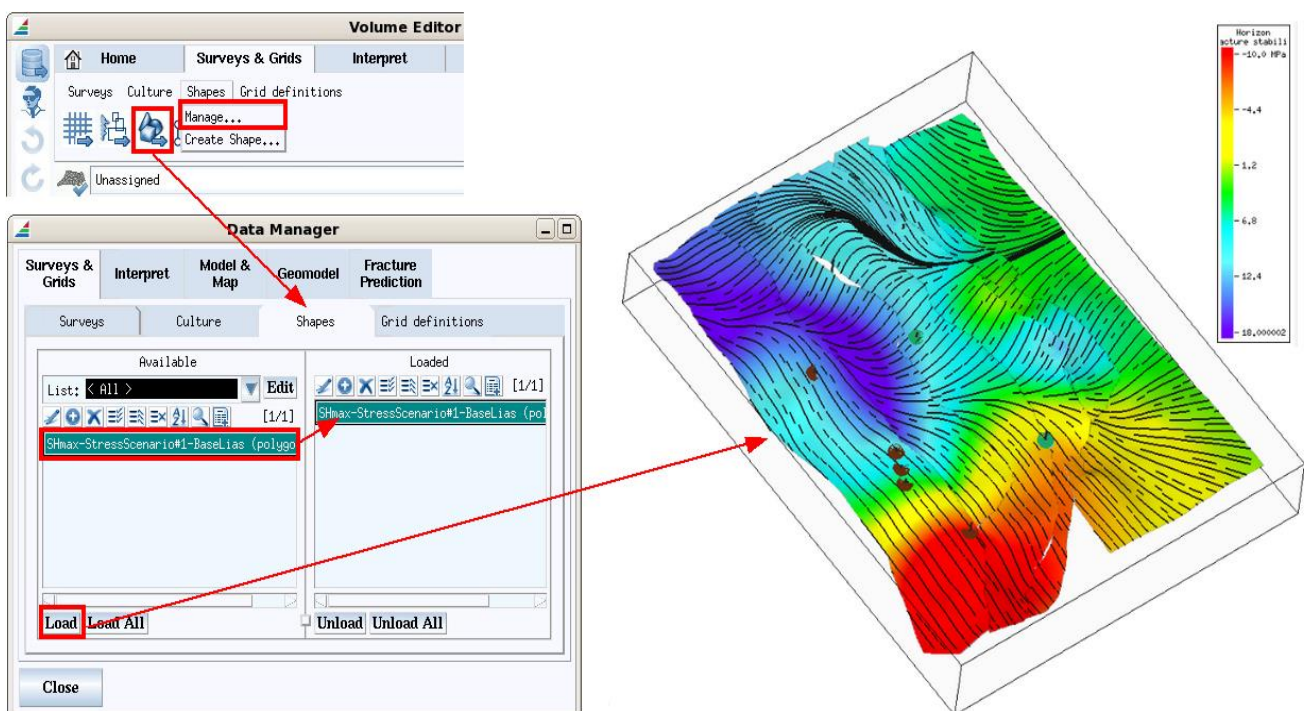 Volume Editor
Home Surveys & Grids Interpret
Surveys Culture Shapes Grid definitions
Manage...
Create Shape...
Unassigned
Data Manager
Surveys & Grids Interpret Model & Map Geomodel Fracture Prediction
Surveys Culture Shapes Grid definitions
Available
List: < All > Edit
[1/1]
SHmax-StressScenario#1-BaseLias (polygo
Load Load All
Loaded
[1/1]
SHmax-StressScenario#1-BaseLias (pol
Unload Unload All
Close
Horizon
acture stabili
-10.0 MPa
-4.4
1.2
6.8
12.4
18.000002